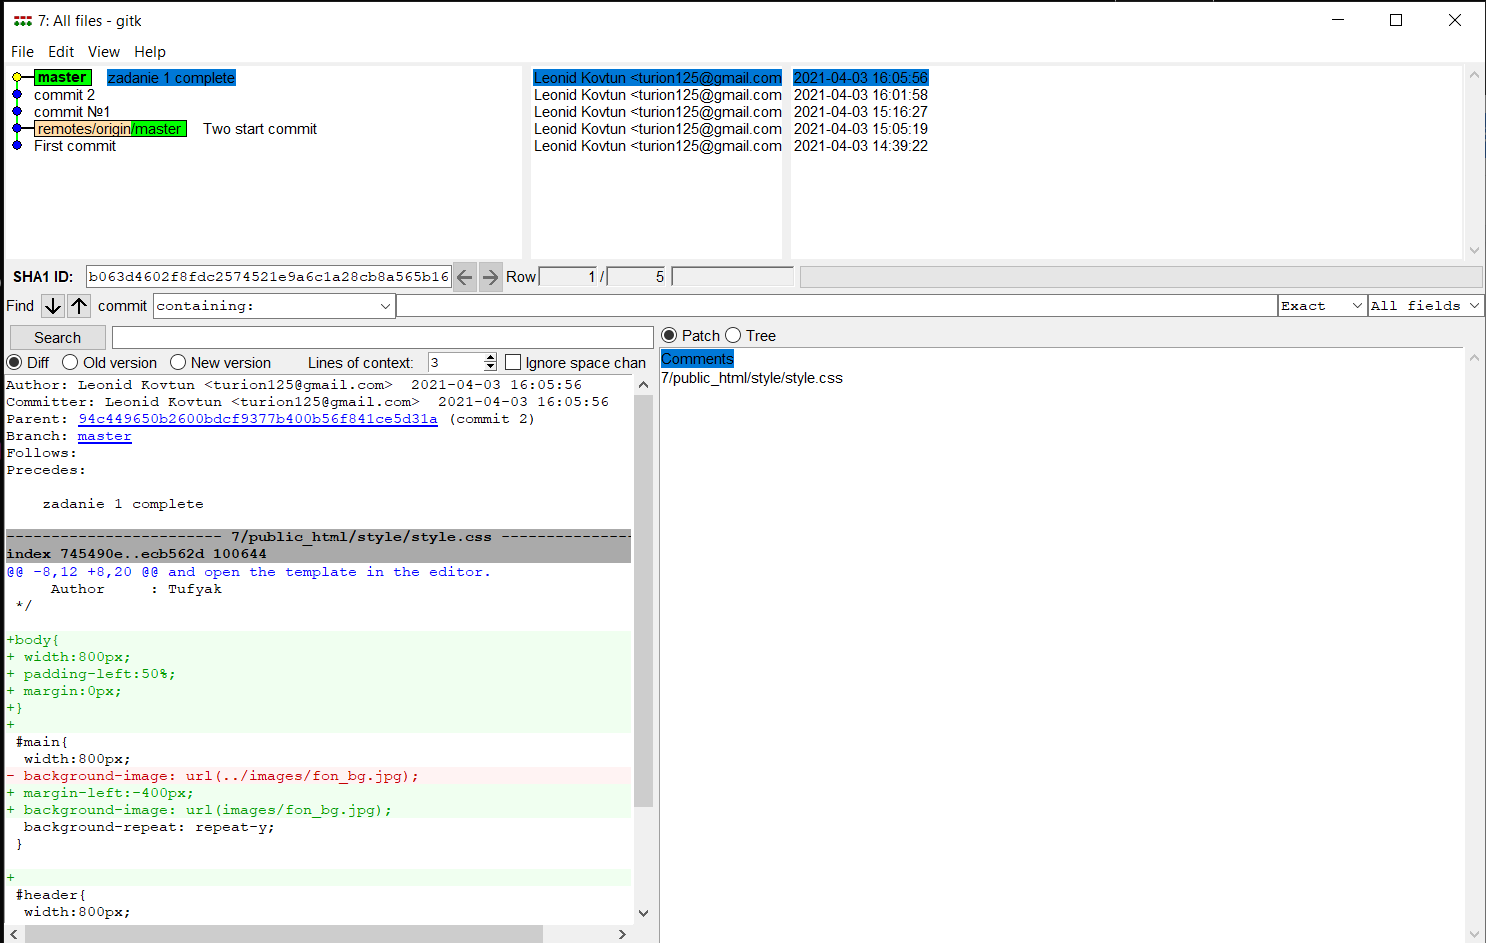 7: All files - gitk
File Edit View Help
master zadanie 1 complete Leonid Kovtun <turion125@gmail.com 2021-04-03 16:05:56
commit 2 Leonid Kovtun <turion125@gmail.com 2021-04-03 16:01:58
commit №1 Leonid Kovtun <turion125@gmail.com 2021-04-03 15:16:27
remotes/origin/master Two start commit Leonid Kovtun <turion125@gmail.com 2021-04-03 15:05:19
First commit Leonid Kovtun <turion125@gmail.com 2021-04-03 14:39:22
SHA1 ID: b063d4602f8fdc2574521e9a6c1a28cb8a565b16 Row 1 / 5
Find commit containing: Exact All fields
Search Patch Tree
Diff Old version New version Lines of context: 3 Ignore space chan
Comments
7/public_html/style/style.css
Author: Leonid Kovtun <turion125@gmail.com> 2021-04-03 16:05:56
Committer: Leonid Kovtun <turion125@gmail.com> 2021-04-03 16:05:56
Parent: 94c449650b2600bdcf9377b400b56f841ce5d31a (commit 2)
Branch: master
Follows:
Precedes:
zadanie 1 complete
------------------------ 7/public_html/style/style.css ---------------
index 745490e..ecb562d 100644
@@ -8,12 +8,20 @@ and open the template in the editor.
Author : Tufyak
*/
+body{
+ width:800px;
+ padding-left:50%;
+ margin:0px;
+}
+
#main{
width:800px;
- background-image: url(../images/fon_bg.jpg);
+ margin-left:-400px;
+ background-image: url(images/fon_bg.jpg);
background-repeat: repeat-y;
}
+
#header{
width:800px;